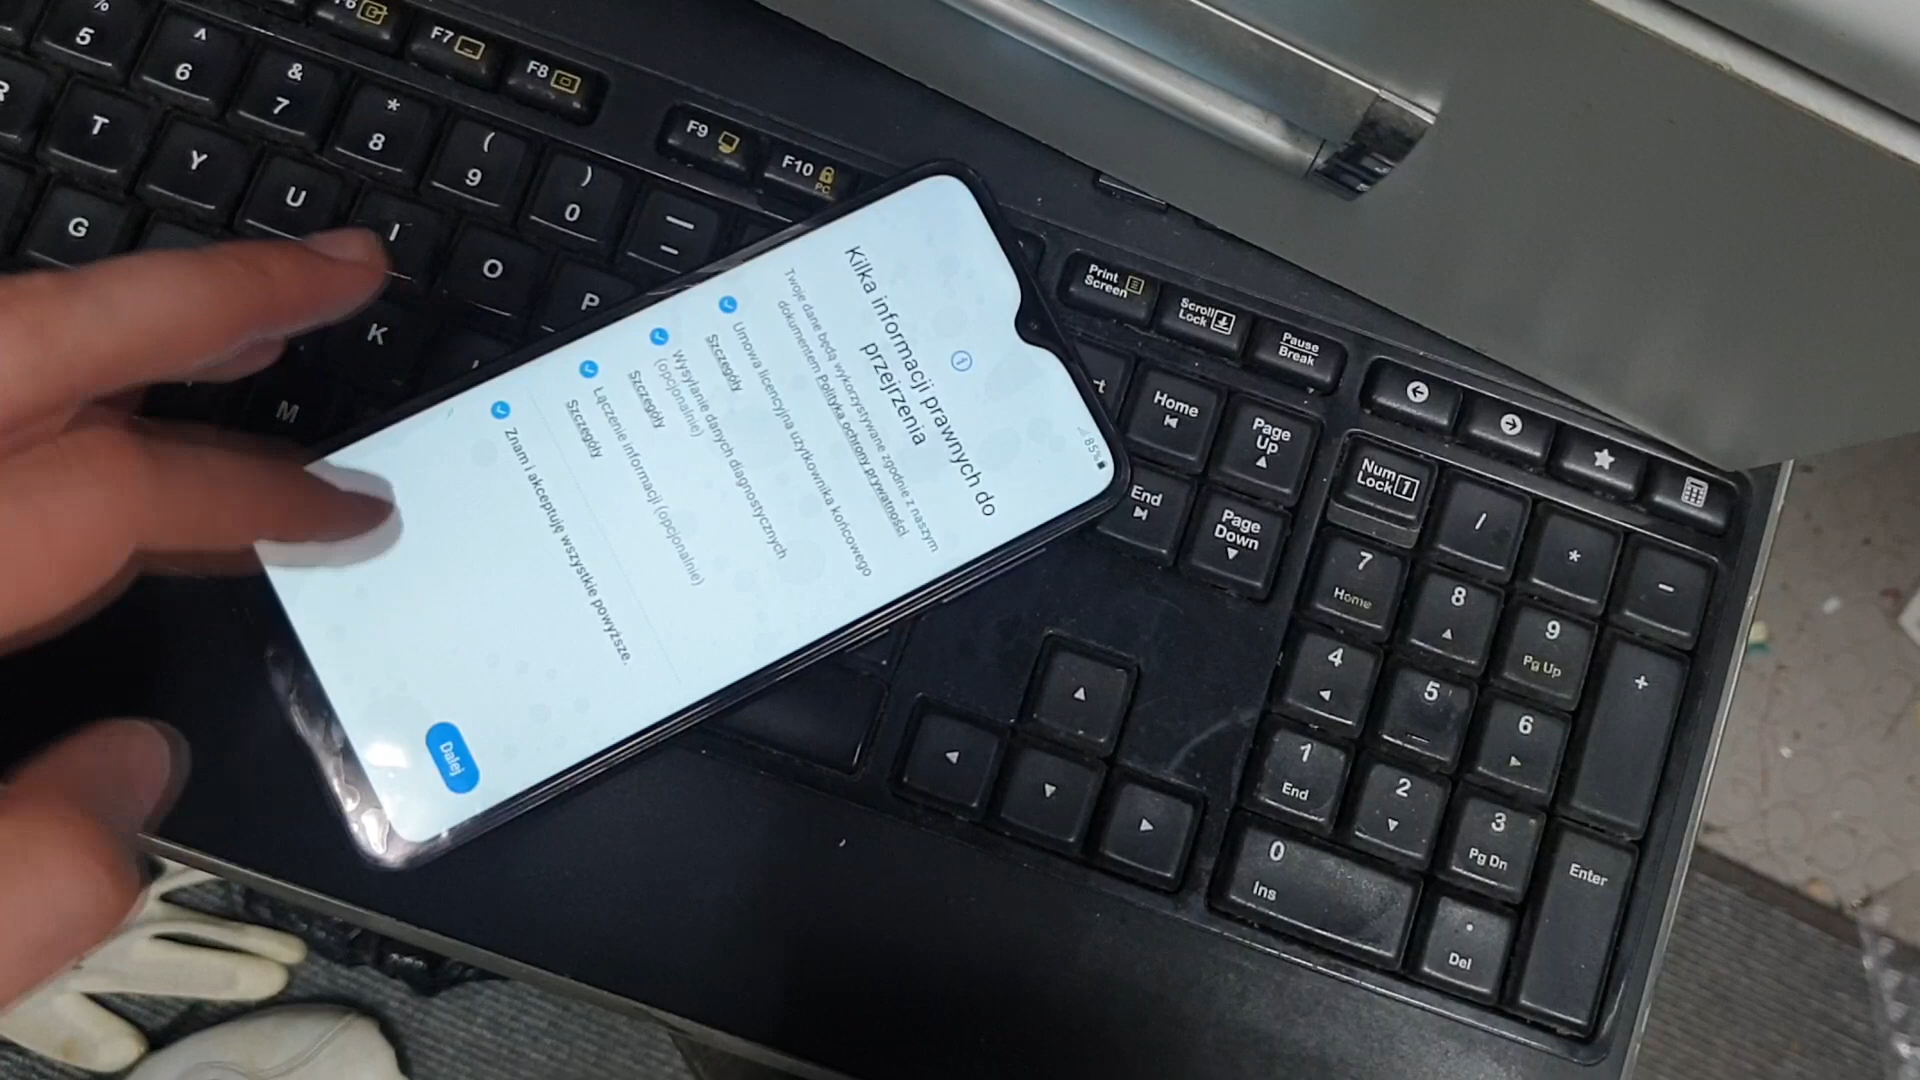 %
5
^
6
&
7
*
8
(
9
)
0
F6
F7
F8
F9
F10
PC
R
T
Y
U
I
O
P
G
K
M
Print
Screen
Scroll
Lock
Pause
Break
Home
Page
Up
End
Page
Down
Num
Lock 1
/
*
-
7
Home
8
9
Pg Up
+
4
5
6
1
End
2
3
Pg Dn
Enter
0
Ins
.
Del
85%
Kilka informacji prawnych do
przejrzenia
Twoje dane będą wykorzystywane zgodnie z naszym
dokumentem Polityka ochrony prywatności
Umowa licencyjna użytkownika końcowego
Szczegóły
Wysyłanie danych diagnostycznych
(opcjonalnie)
Szczegóły
Łączenie informacji (opcjonalnie)
Szczegóły
Znam i akceptuję wszystkie powyższe.
Dalej